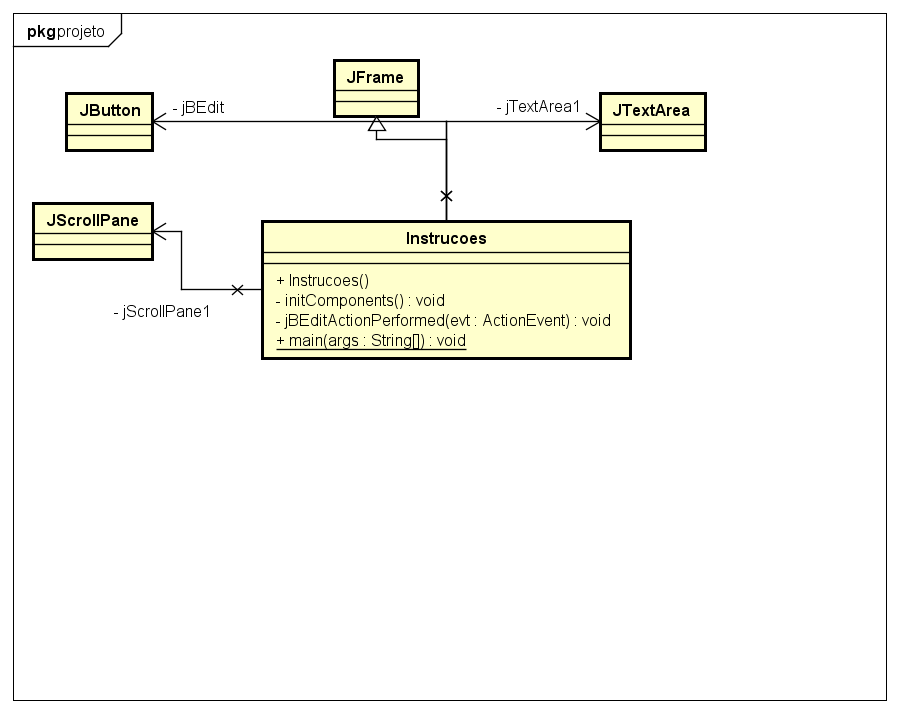 pkg projeto
JFrame
JButton
- jBEdit
- jTextArea1
JTextArea
JScrollPane
- jScrollPane1
Instrucoes
+ Instrucoes()
- initComponents() : void
- jBEditActionPerformed(evt : ActionEvent) : void
+ main(args : String[]) : void